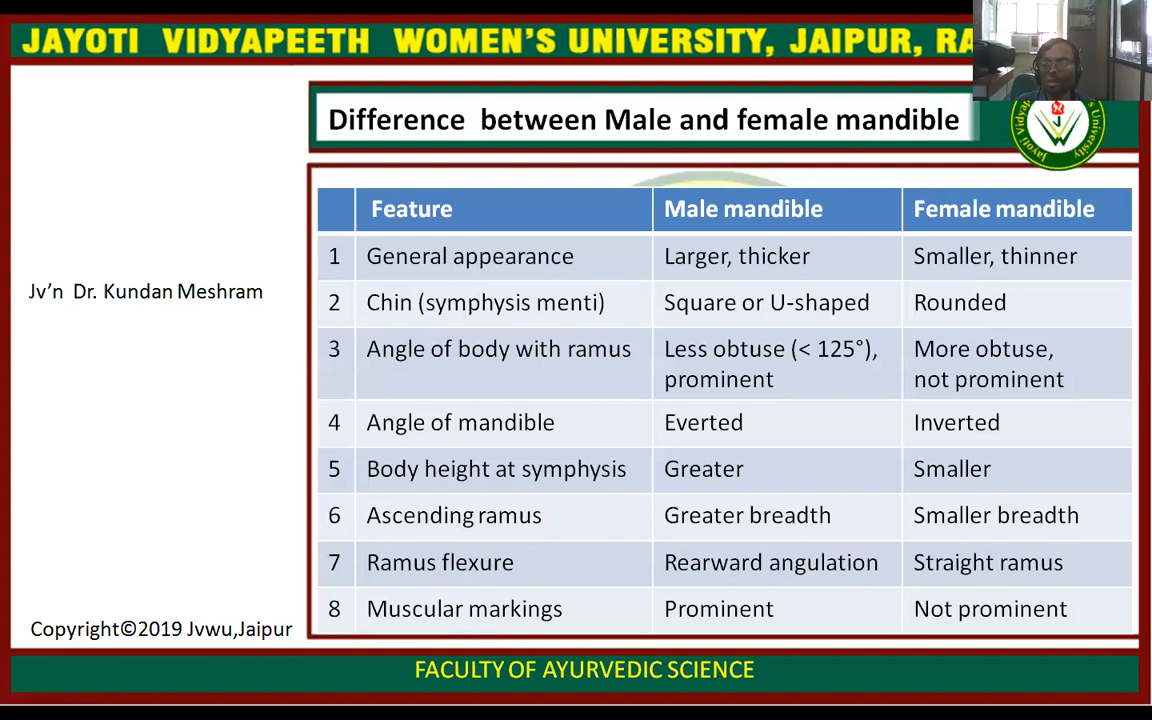 JAYOTI VIDYAPEETH WOMEN'S UNIVERSITY, JAIPUR, RA
Difference between Male and female mandible
Jv'n Dr. Kundan Meshram
Feature Male mandible Female mandible
1 General appearance Larger, thicker Smaller, thinner
2 Chin (symphysis menti) Square or U-shaped Rounded
3 Angle of body with ramus Less obtuse (< 125°), More obtuse,
prominent not prominent
4 Angle of mandible Everted Inverted
5 Body height at symphysis Greater Smaller
6 Ascending ramus Greater breadth Smaller breadth
7 Ramus flexure Rearward angulation Straight ramus
8 Muscular markings Prominent Not prominent
Copyright©2019 Jvwu,Jaipur
FACULTY OF AYURVEDIC SCIENCE